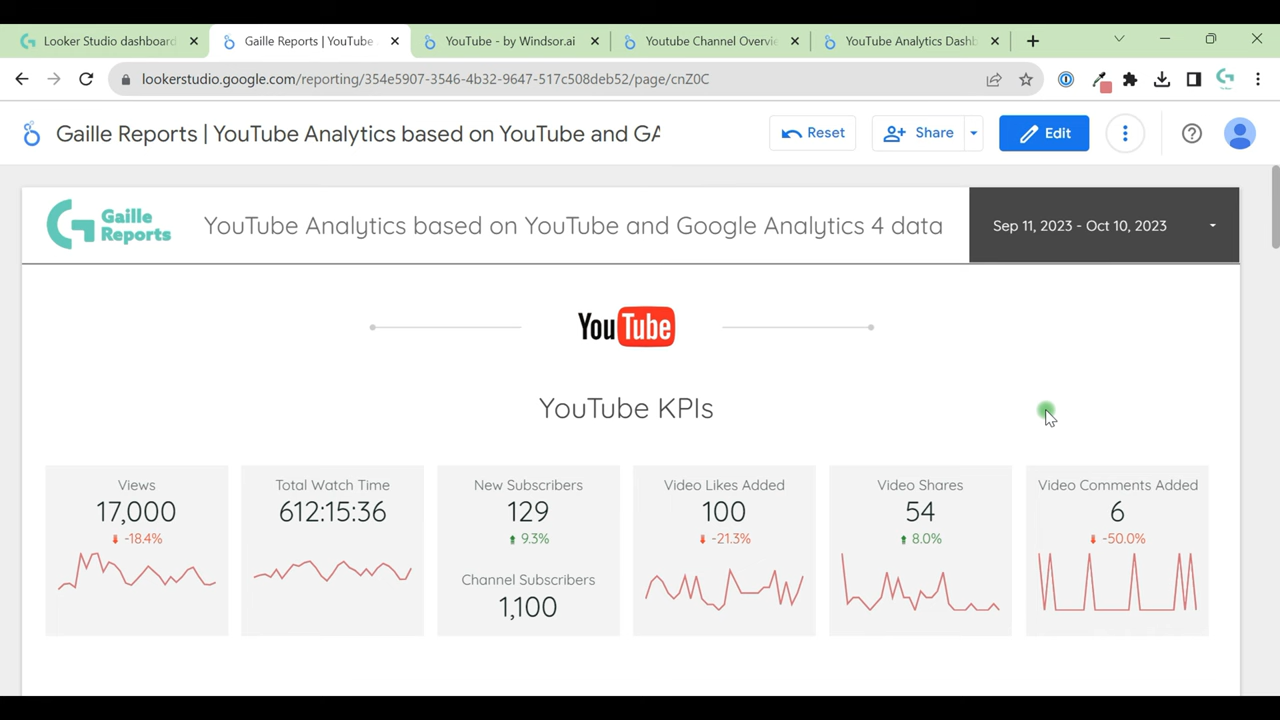 Looker Studio dashboard
Gaille Reports | YouTube
YouTube - by Windsor.ai
Youtube Channel Overvie
YouTube Analytics Dashb
lookerstudio.google.com/reporting/354e5907-3546-4b32-9647-517c508deb52/page/cnZ0C
Gaille Reports | YouTube Analytics based on YouTube and GA
Reset
Share
Edit
Gaille
Reports
YouTube Analytics based on YouTube and Google Analytics 4 data
Sep 11, 2023 - Oct 10, 2023
YouTube
YouTube KPIs
Views
17,000
-18.4%
Total Watch Time
612:15:36
New Subscribers
129
9.3%
Channel Subscribers
1,100
Video Likes Added
100
-21.3%
Video Shares
54
8.0%
Video Comments Added
6
-50.0%